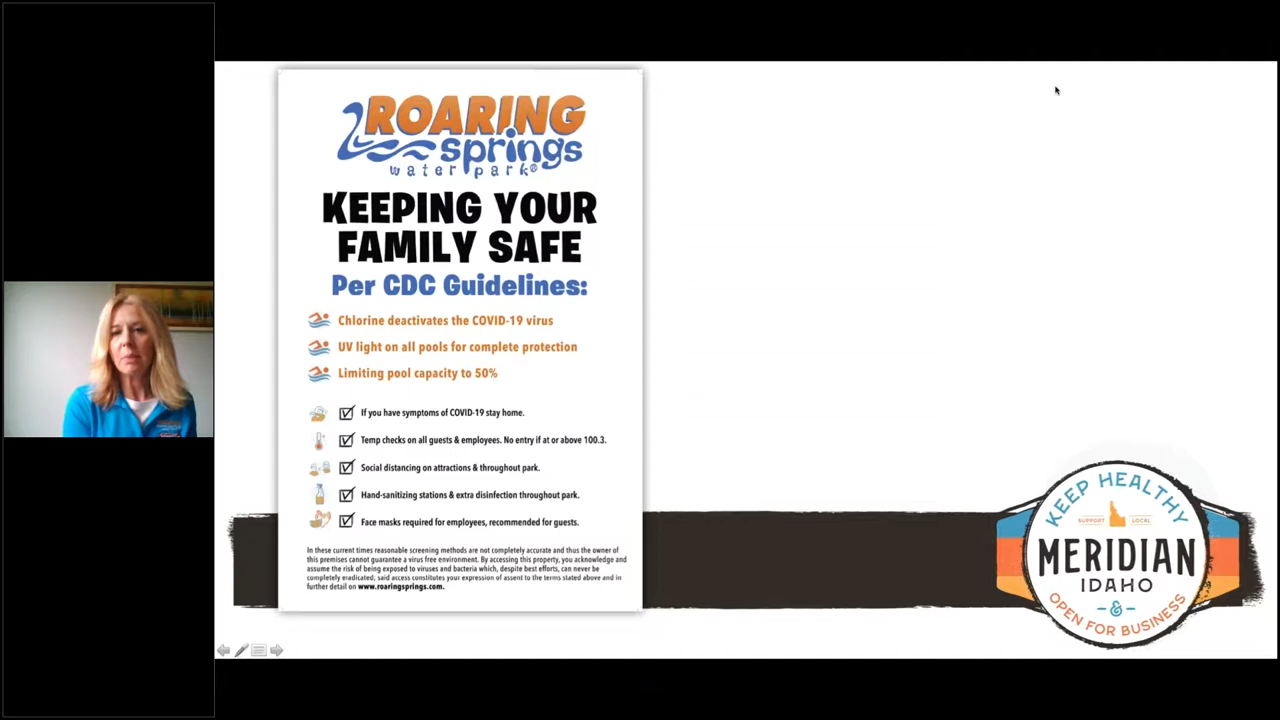 ROARING
springs
water park®
KEEPING YOUR
FAMILY SAFE
Per CDC Guidelines:
Chlorine deactivates the COVID-19 virus
UV light on all pools for complete protection
Limiting pool capacity to 50%
If you have symptoms of COVID-19 stay home.
Temp checks on all guests & employees. No entry if at or above 100.3.
Social distancing on attractions & throughout park.
Hand-sanitizing stations & extra disinfection throughout park.
Face masks required for employees, recommended for guests.
In these current times reasonable screening methods are not completely accurate and thus the owner of
this premises cannot guarantee a virus free environment. By accessing this property, you acknowledge and
assume the risk of being exposed to viruses and bacteria which, despite best efforts, can never be
completely eradicated; said access constitutes your expression of assent to the terms stated above and in
further detail on www.roaringsprings.com.
KEEP HEALTHY
SUPPORT LOCAL
MERIDIAN
IDAHO
&
OPEN FOR BUSINESS